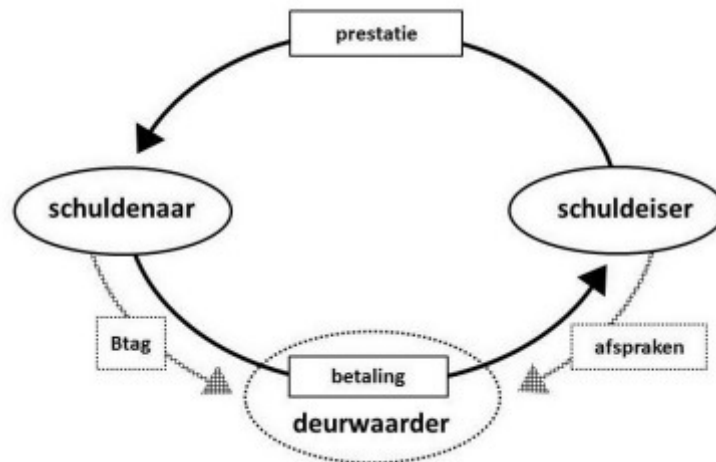 prestatie
schuldenaar
schuldeiser
Btag
afspraken
betaling
deurwaarder